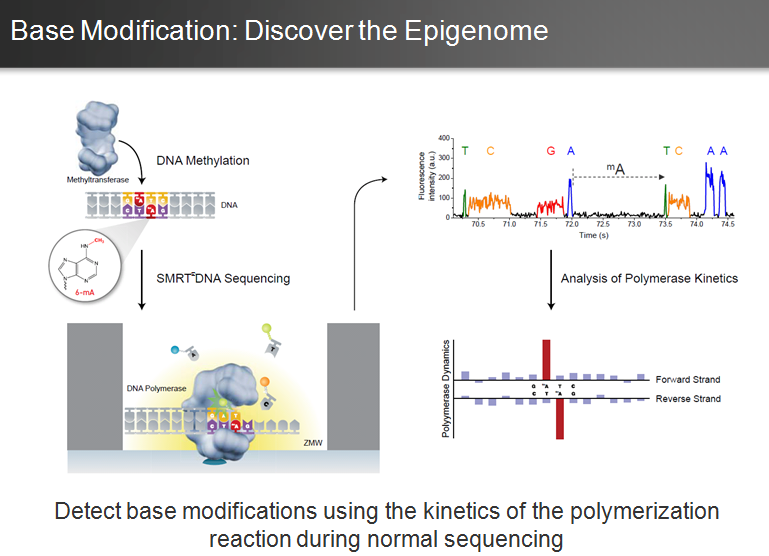 Base Modification: Discover the Epigenome
Methyltransferase
DNA Methylation
DNA
HN
CH₃
N
N
N
N
6-mA
SMRT® DNA Sequencing
DNA Polymerase
A
T
C
ZMW
Fluorescence
intensity (a.u.)
400
300
200
100
0
T C G A mA T C A A
70.5 71.0 71.5 72.0 72.5 73.0 73.5 74.0 74.5
Time (s)
Analysis of Polymerase Kinetics
Polyymerase Dynamics
G mA T C
C T mA G
Forward Strand
Reverse Strand
Detect base modifications using the kinetics of the polymerization
reaction during normal sequencing